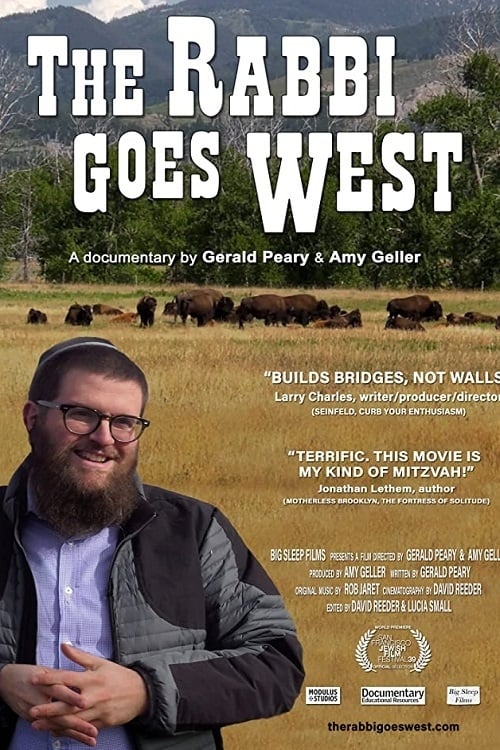 THE RABBI
GOES WEST
A documentary by Gerald Peary & Amy Geller
"BUILDS BRIDGES, NOT WALLS
Larry Charles, writer/producer/director
(SEINFELD, CURB YOUR ENTHUSIASM)
"TERRIFIC. THIS MOVIE IS
MY KIND OF MITZVAH!"
Jonathan Lethem, author
(MOTHERLESS BROOKLYN, THE FORTRESS OF SOLITUDE)
BIG SLEEP FILMS PRESENTS A FILM DIRECTED BY GERALD PEARY & AMY GELL
PRODUCED BY AMY GELLER WRITTEN BY GERALD PEARY
ORIGINAL MUSIC BY ROB JARET CINEMATOGRAPHY BY DAVID REEDER
EDITED BY DAVID REEDER & LUCIA SMALL
WORLD PREMIERE
SAN
FRANCISCO
JEWISH
FILM
FESTIVAL 39
OFFICIAL SELECTION
MODULUS
STUDIOS
Documentary
Educational Resources
Big Sleep
Films
therabbigoeswest.com